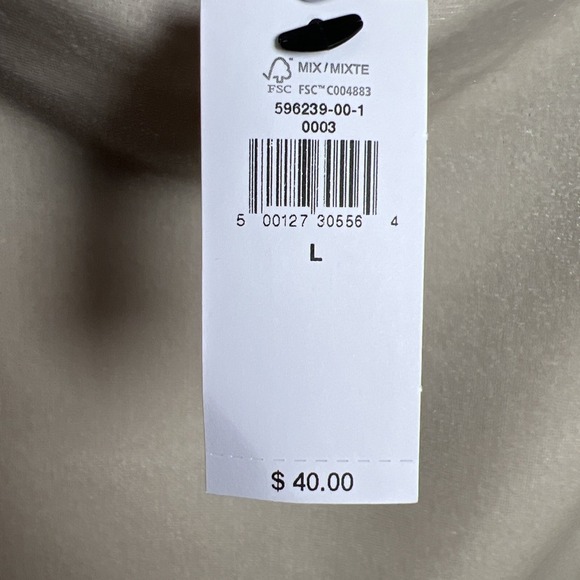 MIX/MIXTE
FSC FSC™ C004883
596239-00-1
0003
5 00127 30556 4
L
$ 40.00